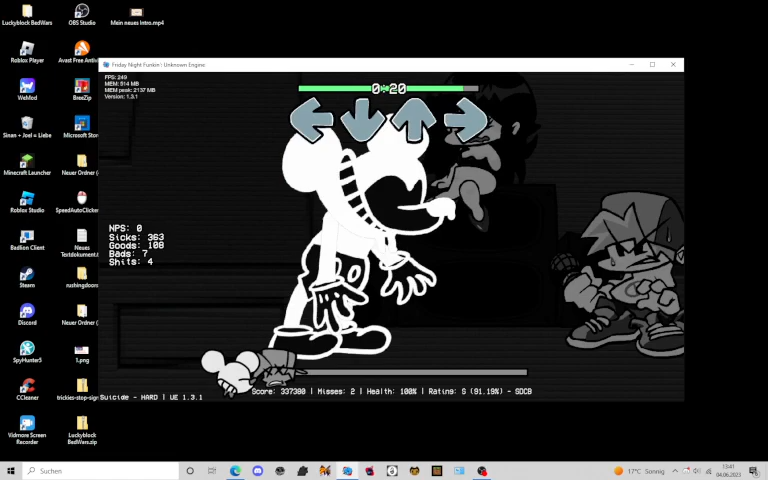 Luckyblock BedWars
OBS Studio
Mein neues Intro.mp4
Roblox Player
Avast Free Antivi
WeMod
BreeZip
Sinan + Joel = Liebe
Microsoft Stor
Minecraft Launcher
Neuer Ordner (
Roblox Studio
SpeedAutoClicker
Badlion Client
Neues
Textdokument.t
Steam
rushingdoors
Discord
Neuer Ordner (
SpyHunter5
1.png
CCleaner
trickies-stop-sign
Vidmore Screen
Recorder
Luckyblock
BedWars.zip
Friday Night Funkin': Unknown Engine
FPS: 249
MEM: 514 MB
MEM peak: 2137 MB
Version: 1.3.1
0:20
NPS: 0
Sicks: 363
Goods: 108
Bads: 7
Shits: 4
Score: 337380 | Misses: 2 | Health: 100% | Rating: S (91.19%) - SDCB
Suicide - HARD | UE 1.3.1
Suchen
17°C Sonnig
13:41
04.06.2023